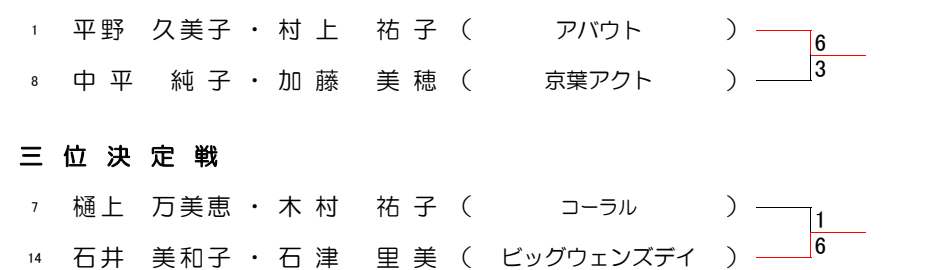 1 平野 久美子・村上 祐子（ アバウト ） 6
8 中平 純子・加藤 美穂（ 京葉アクト ） 3
三位決定戦
7 樋上 万美恵・木村 祐子（ コーラル ） 1
14 石井 美和子・石津 里美（ ビッグウェンズデイ ） 6